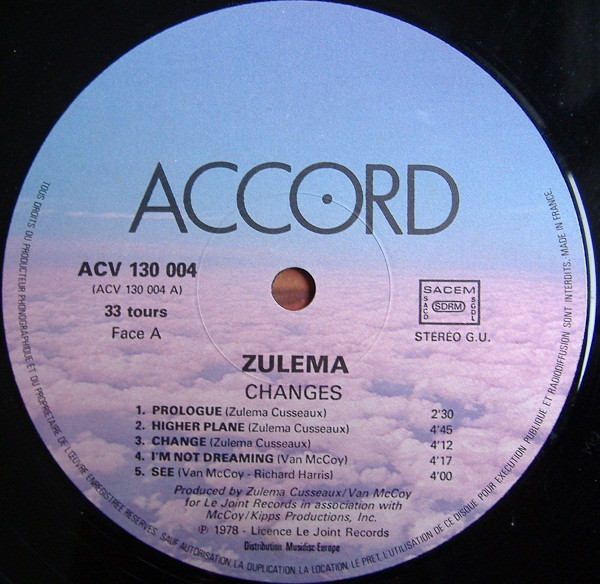 ACCORD
ACV 130 004
(ACV 130 004 A)
33 tours
Face A
SACEM
SACD
SDRM
SGDL
STEREO G.U.
ZULEMA
CHANGES
1. PROLOGUE (Zulema Cusseaux) 2'30
2. HIGHER PLANE (Zulema Cusseaux) 4'45
3. CHANGE (Zulema Cusseaux) 4'12
4. I'M NOT DREAMING (Van McCoy) 4'17
5. SEE (Van McCoy - Richard Harris) 4'00
Produced by Zulema Cusseaux/Van McCoy
for Le Joint Records in association with
McCoy/Kipps Productions, Inc.
℗ 1978 - Licence Le Joint Records
Distribution Musidisc Europe
TOUS DROITS DU PRODUCTEUR PHONOGRAPHIQUE ET DU PROPRIETAIRE DE L'ŒUVRE ENREGISTREE RESERVES. SAUF AUTORISATION, LA DUPLICATION, LA LOCATION, LE PRET, L'UTILISATION DE CE DISQUE POUR EXECUTION PUBLIQUE ET RADIODIFFUSION SONT INTERDITS. MADE IN FRANCE.